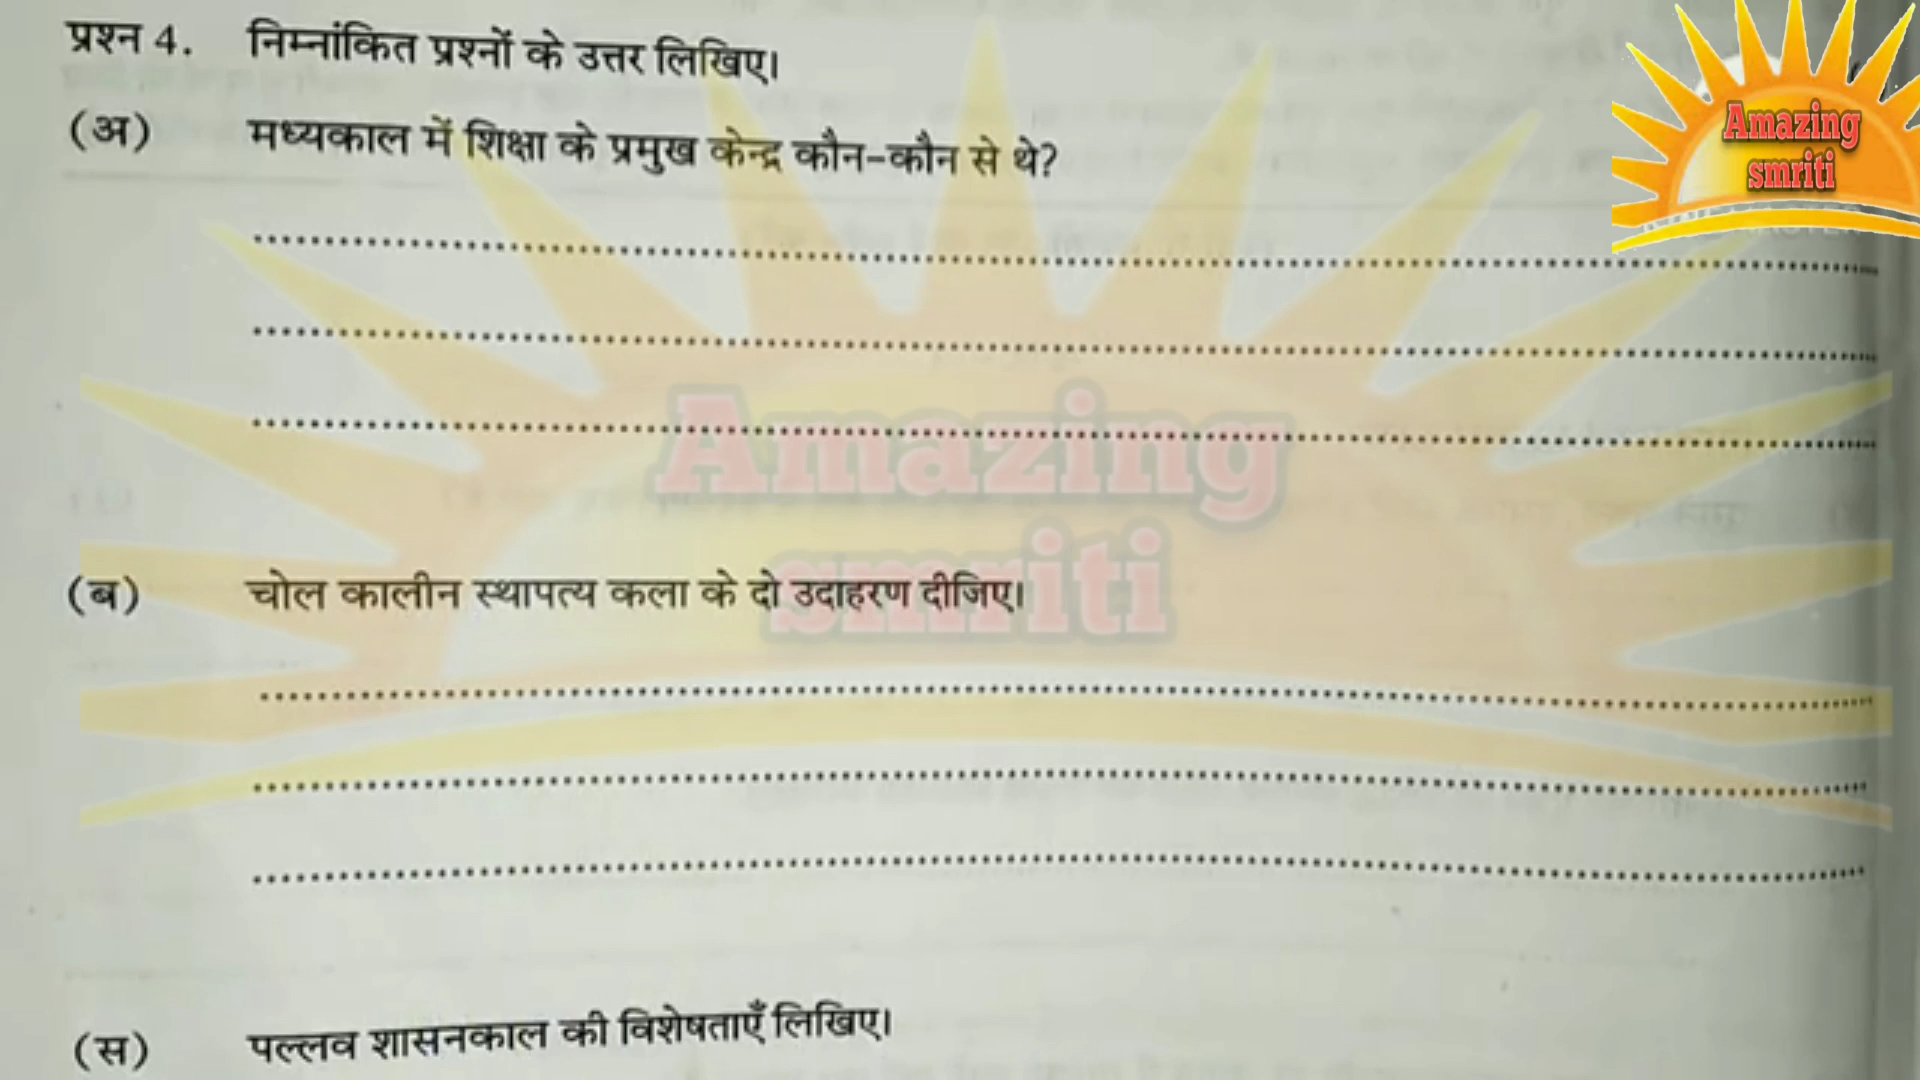 प्रश्न 4. निम्नांकित प्रश्नों के उत्तर लिखिए।
(अ) मध्यकाल में शिक्षा के प्रमुख केन्द्र कौन-कौन से थे?
(ब) चोल कालीन स्थापत्य कला के दो उदाहरण दीजिए।
(स) पल्लव शासनकाल की विशेषताएँ लिखिए।
Amazing
smriti
Amazing
smriti